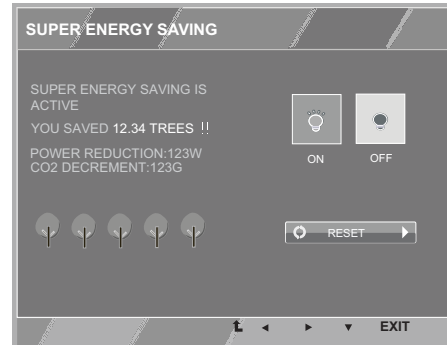 SUPER ENERGY SAVING
SUPER ENERGY SAVING IS
ACTIVE
YOU SAVED 12.34 TREES !!
POWER REDUCTION:123W
CO2 DECREMENT:123G
ON
OFF
RESET
EXIT